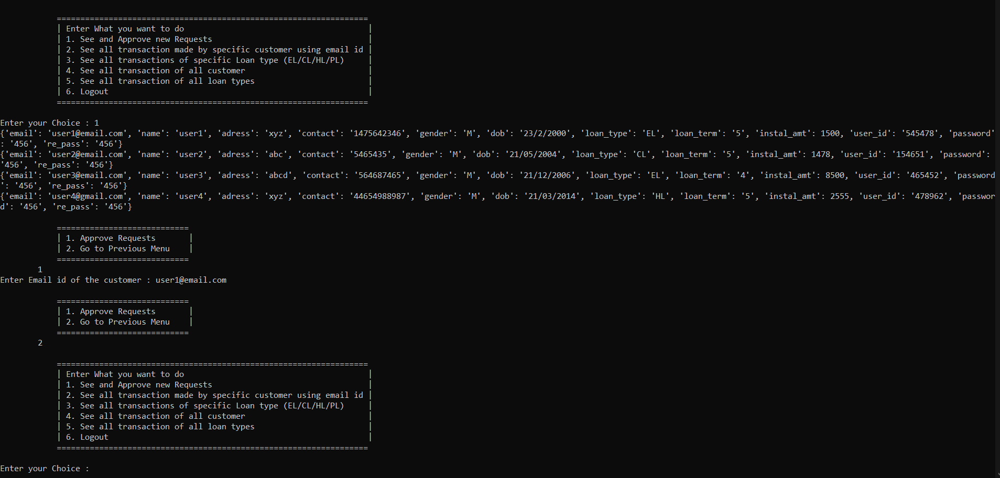 ==================================================================
| Enter What you want to do                                       |
| 1. See and Approve new Requests                                 |
| 2. See all transaction made by specific customer using email id |
| 3. See all transactions of specific Loan type (EL/CL/HL/PL)     |
| 4. See all transaction of all customer                          |
| 5. See all transaction of all loan types                        |
| 6. Logout                                                       |
==================================================================
Enter your Choice : 1
{'email': 'user1@email.com', 'name': 'user1', 'adress': 'xyz', 'contact': '1475642346', 'gender': 'M', 'dob': '23/2/2000', 'loan_type': 'EL', 'loan_term': '5', 'instal_amt': 1500, 'user_id': '545478', 'password'
: '456', 're_pass': '456'}
{'email': 'user2@email.com', 'name': 'user2', 'adress': 'abc', 'contact': '5465435', 'gender': 'M', 'dob': '21/05/2004', 'loan_type': 'CL', 'loan_term': '5', 'instal_amt': 1478, 'user_id': '154651', 'password':
'456', 're_pass': '456'}
{'email': 'user3@email.com', 'name': 'user3', 'adress': 'abcd', 'contact': '564687465', 'gender': 'M', 'dob': '21/12/2006', 'loan_type': 'EL', 'loan_term': '4', 'instal_amt': 8500, 'user_id': '465452', 'password
': '456', 're_pass': '456'}
{'email': 'user4@gmail.com', 'name': 'user4', 'adress': 'xyz', 'contact': '44654988987', 'gender': 'M', 'dob': '21/03/2014', 'loan_type': 'HL', 'loan_term': '5', 'instal_amt': 2555, 'user_id': '478962', 'passwor
d': '456', 're_pass': '456'}
============================
| 1. Approve Requests       |
| 2. Go to Previous Menu    |
============================
1
Enter Email id of the customer : user1@email.com
============================
| 1. Approve Requests       |
| 2. Go to Previous Menu    |
============================
2
==================================================================
| Enter What you want to do                                       |
| 1. See and Approve new Requests                                 |
| 2. See all transaction made by specific customer using email id |
| 3. See all transactions of specific Loan type (EL/CL/HL/PL)     |
| 4. See all transaction of all customer                          |
| 5. See all transaction of all loan types                        |
| 6. Logout                                                       |
==================================================================
Enter your Choice :